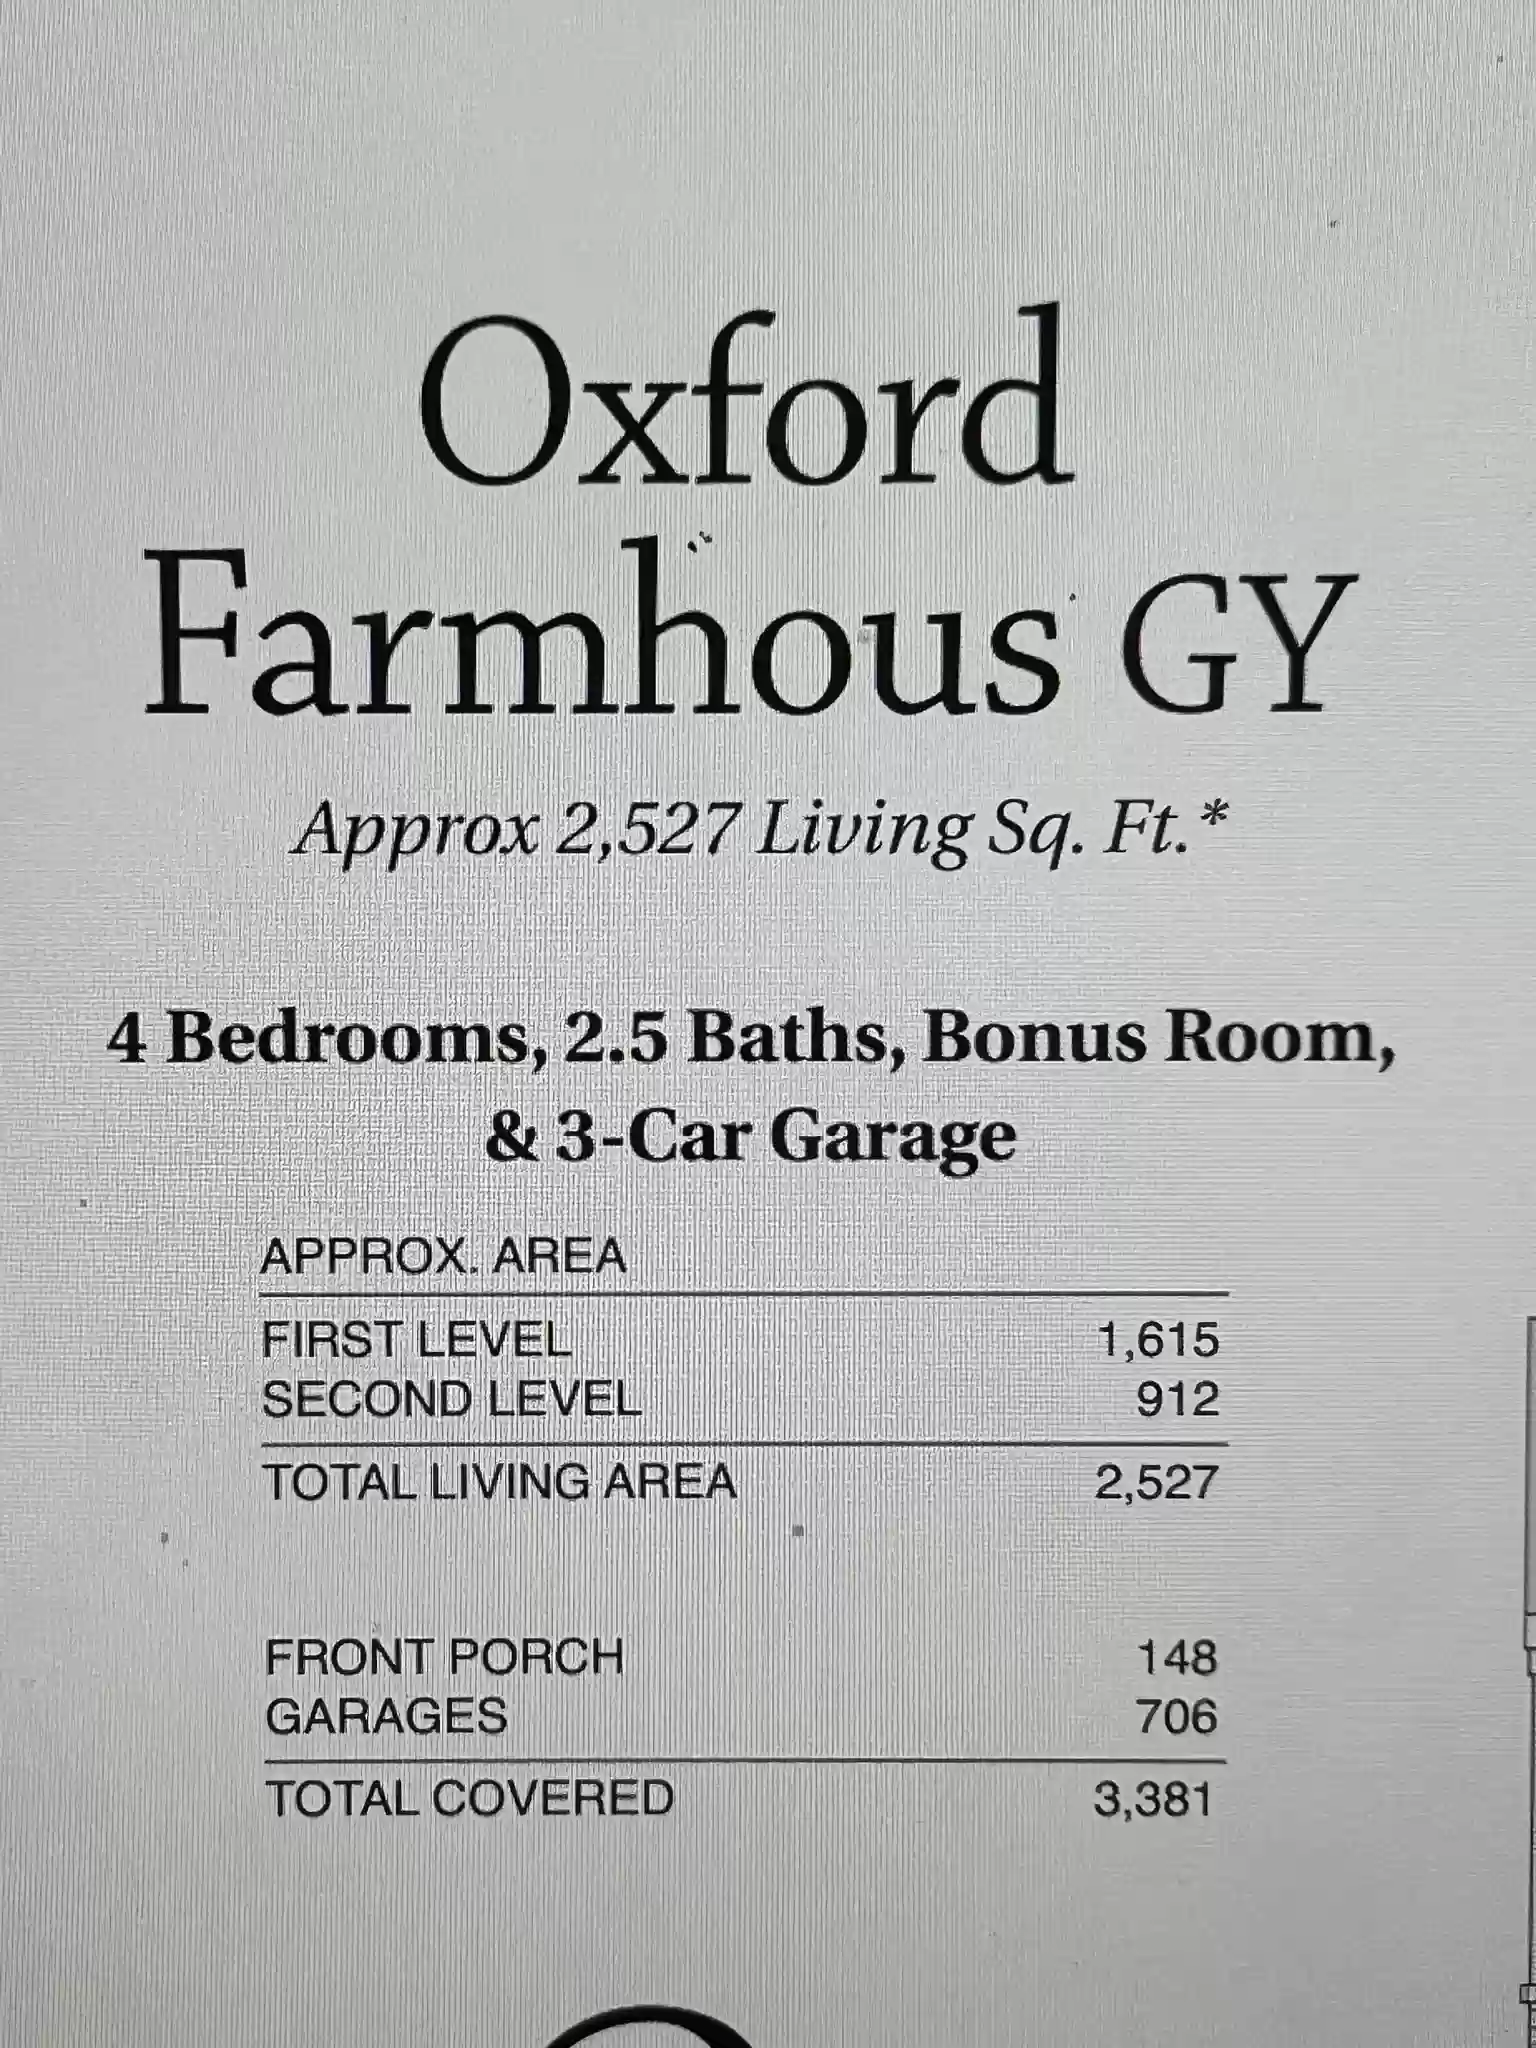 Oxford
Farmhous GY
Approx 2,527 Living Sq. Ft.*
4 Bedrooms, 2.5 Baths, Bonus Room,
& 3-Car Garage
APPROX. AREA
FIRST LEVEL 1,615
SECOND LEVEL 912
TOTAL LIVING AREA 2,527
FRONT PORCH 148
GARAGES 706
TOTAL COVERED 3,381